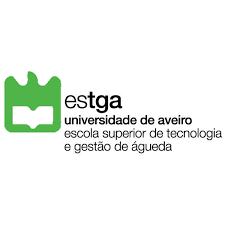 estga
universidade de aveiro
escola superior de tecnologia
e gestão de águeda